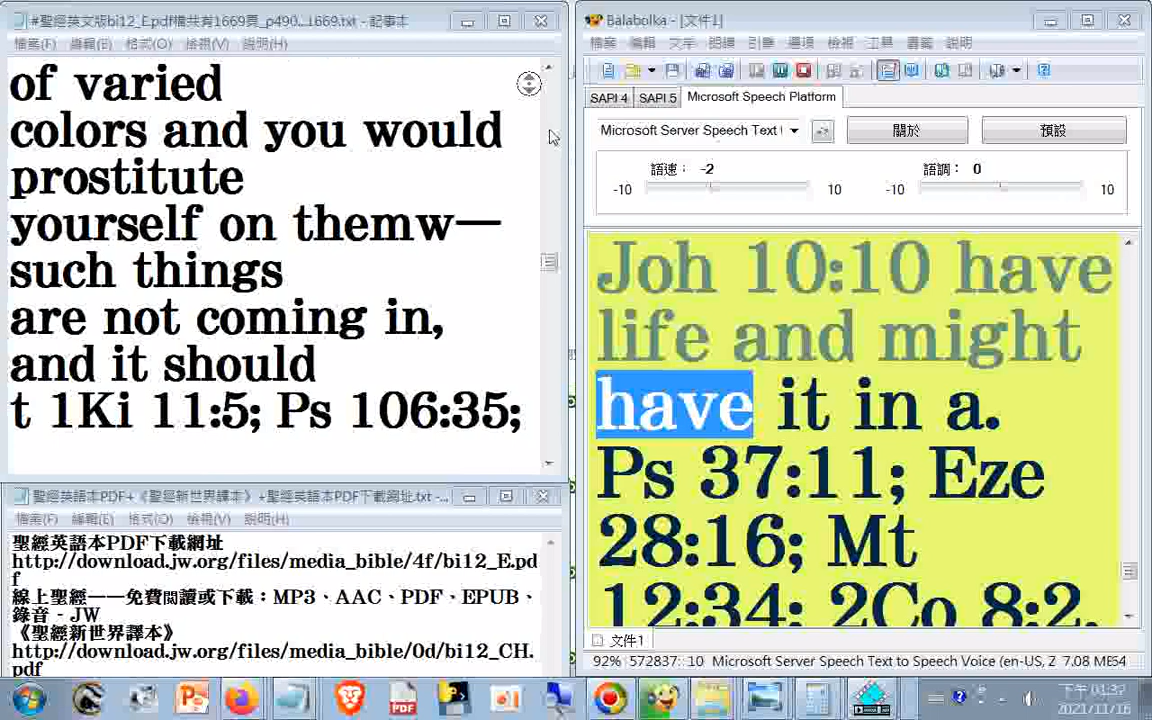 #聖經英文版bi12_E.pdf檔共有1669頁_p490...1669.txt - 記事本
檔案(F) 編輯(E) 格式(O) 檢視(V) 說明(H)
of varied
colors and you would
prostitute
yourself on themw—
such things
are not coming in,
and it should
t 1Ki 11:5; Ps 106:35;
聖經英語本PDF+《聖經新世界譯本》+聖經英語本PDF下載網址.txt -...
檔案(F) 編輯(E) 格式(O) 檢視(V) 說明(H)
聖經英語本PDF下載網址
http://download.jw.org/files/media_bible/4f/bi12_E.pd
f
線上聖經——免費閱讀或下載：MP3、AAC、PDF、EPUB、
錄音 - JW
《聖經新世界譯本》
http://download.jw.org/files/media_bible/0d/bi12_CH.
pdf
Balabolka - [文件1]
檔案 編輯 文字 朗讀 引擎 選項 檢視 工具 書籤 說明
SAPI 4 SAPI 5 Microsoft Speech Platform
Microsoft Server Speech Text 關於 預設
語速： -2 語調： 0
-10 10 -10 10
Joh 10:10 have
life and might
have it in a.
Ps 37:11; Eze
28:16; Mt
12:34; 2Co 8:2.
文件1
92% 572837: 10 Microsoft Server Speech Text to Speech Voice (en-US, Z 7.08 ME54
下午 01:32
2021/11/16